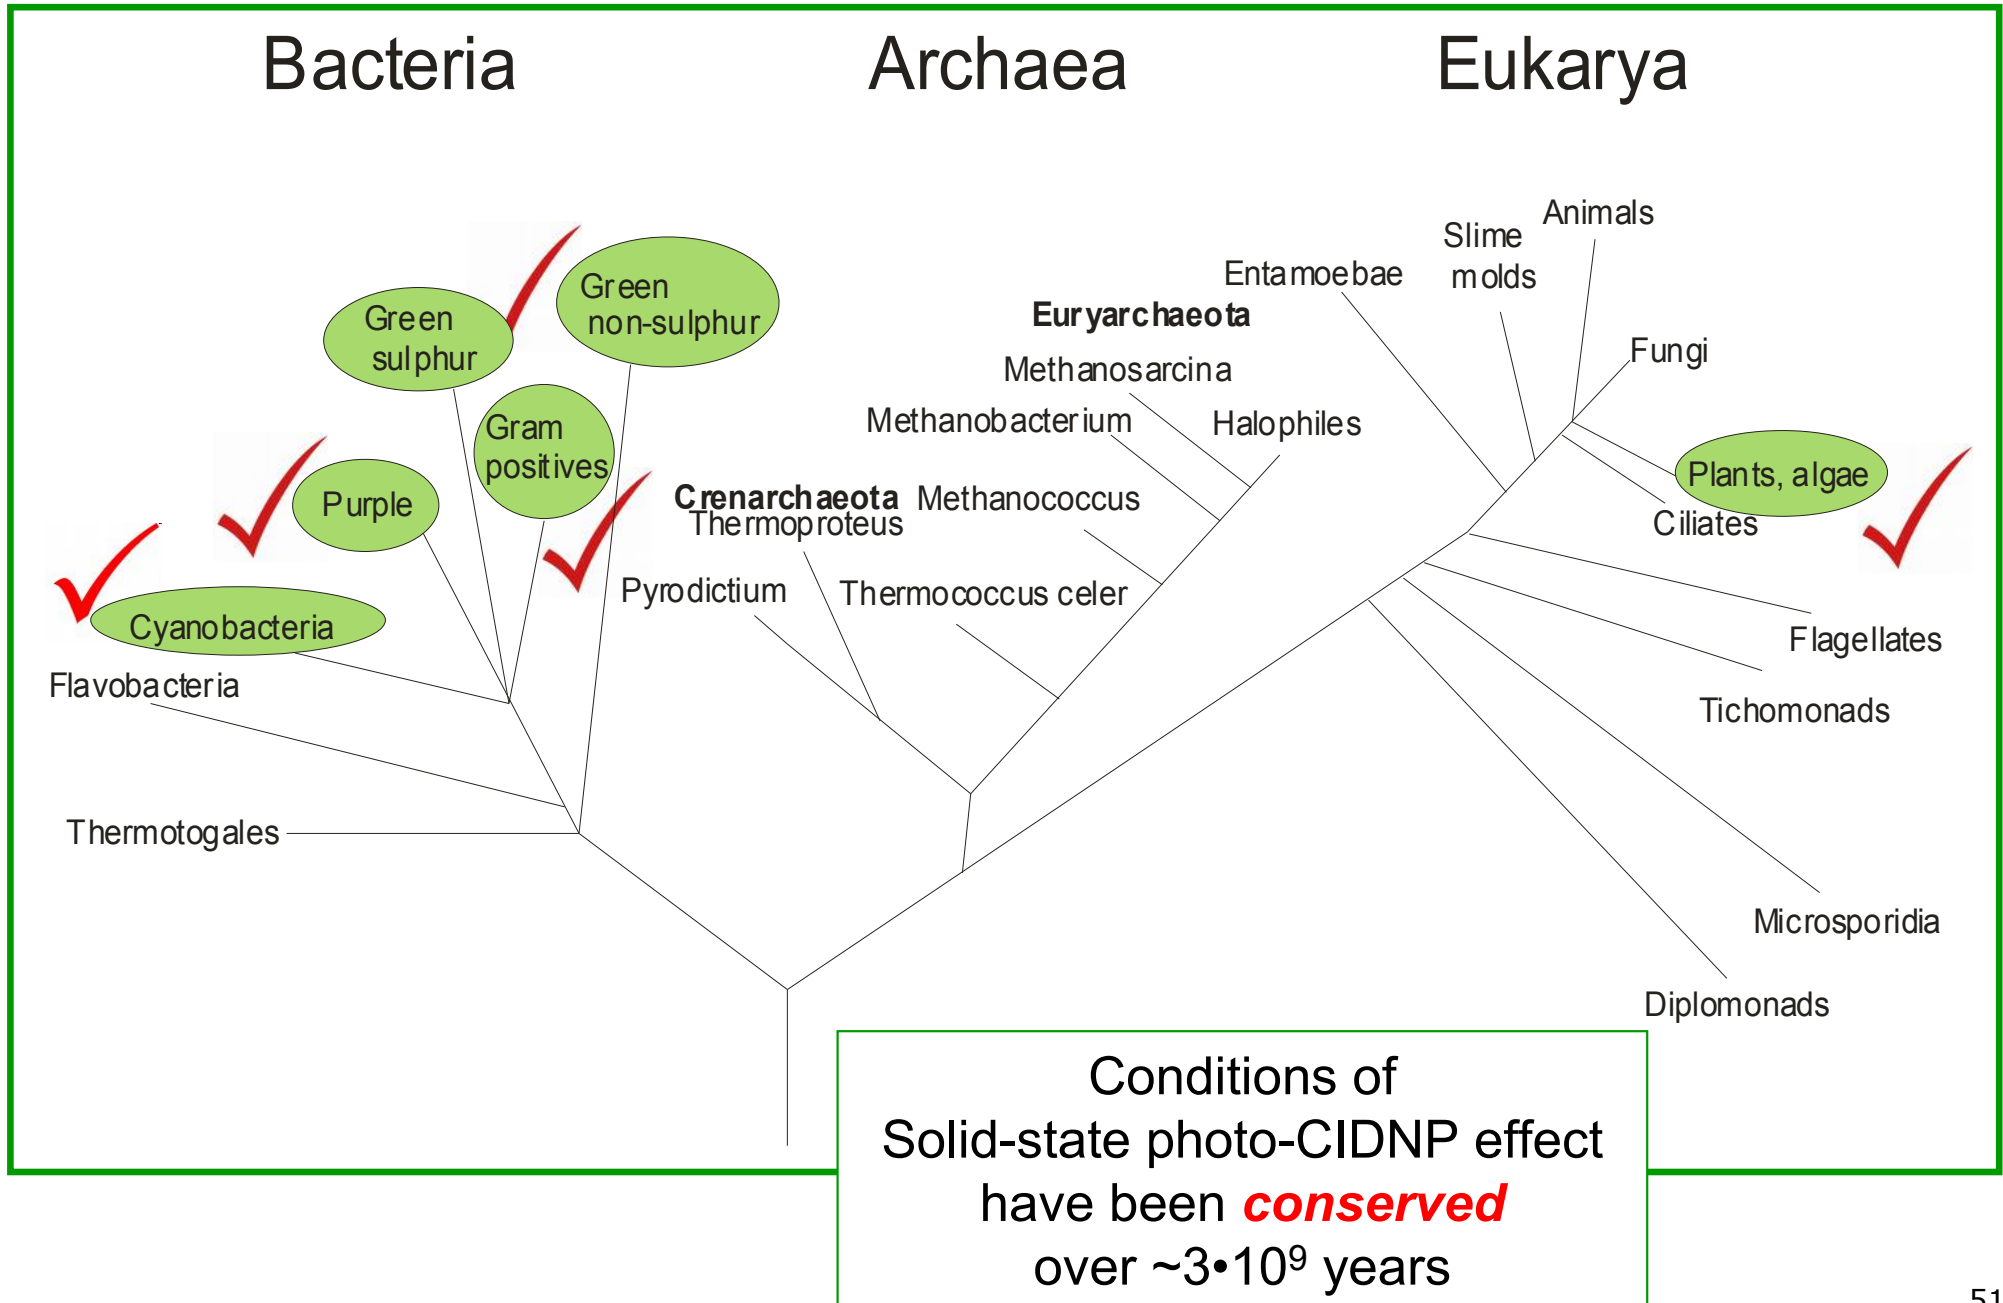 Bacteria
Archaea
Eukarya
Animals
Slime
molds
Entamoebae
Green
non-sulphur
Green
sulphur
Euryarchaeota
Fungi
Methanosarcina
Methanobacterium
Halophiles
Gram
positives
Plants, algae
Purple
Crenarchaeota
Thermoproteus
Methanococcus
Ciliates
Pyrodictium
Thermococcus celer
Cyanobacteria
Flagellates
Flavobacteria
Tichomonads
Thermotogales
Microsporidia
Diplomonads
Conditions of
Solid-state photo-CIDNP effect
have been conserved
over ~3•10⁹ years
51